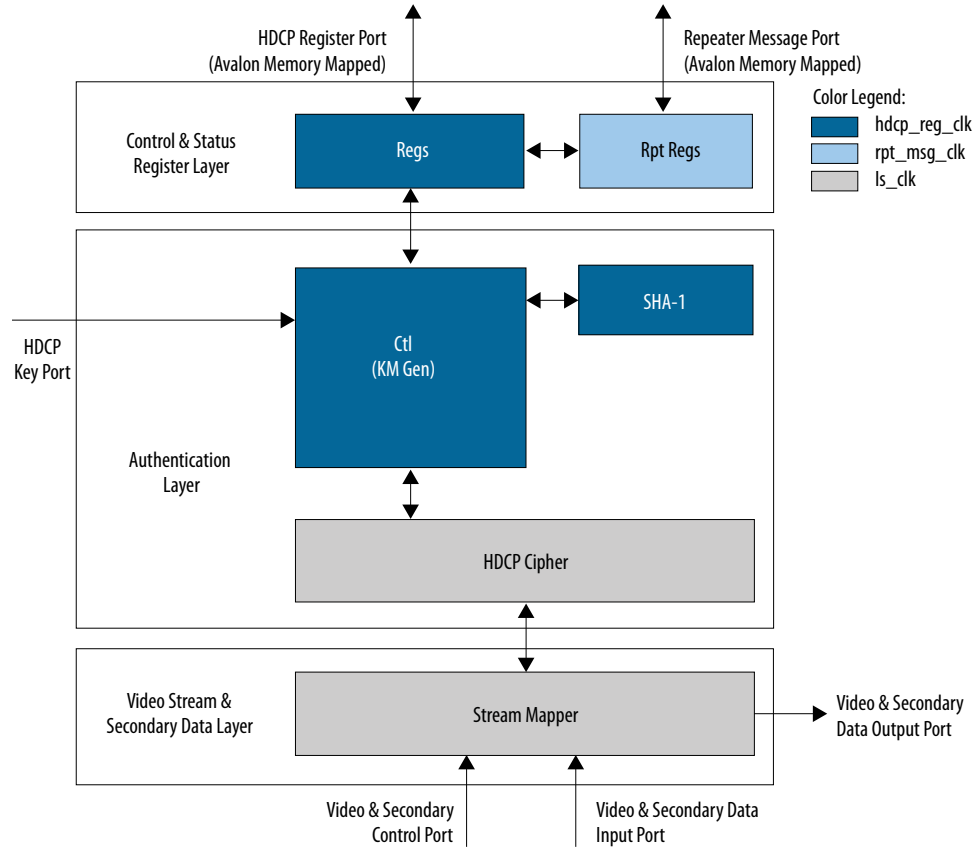 HDCP Register Port
(Avalon Memory Mapped)
Repeater Message Port
(Avalon Memory Mapped)
Color Legend:
hdcp_reg_clk
rpt_msg_clk
ls_clk
Control & Status
Register Layer
Regs
Rpt Regs
HDCP
Key Port
Ctl
(KM Gen)
SHA-1
Authentication
Layer
HDCP Cipher
Video Stream &
Secondary Data Layer
Stream Mapper
Video & Secondary
Data Output Port
Video & Secondary
Control Port
Video & Secondary Data
Input Port